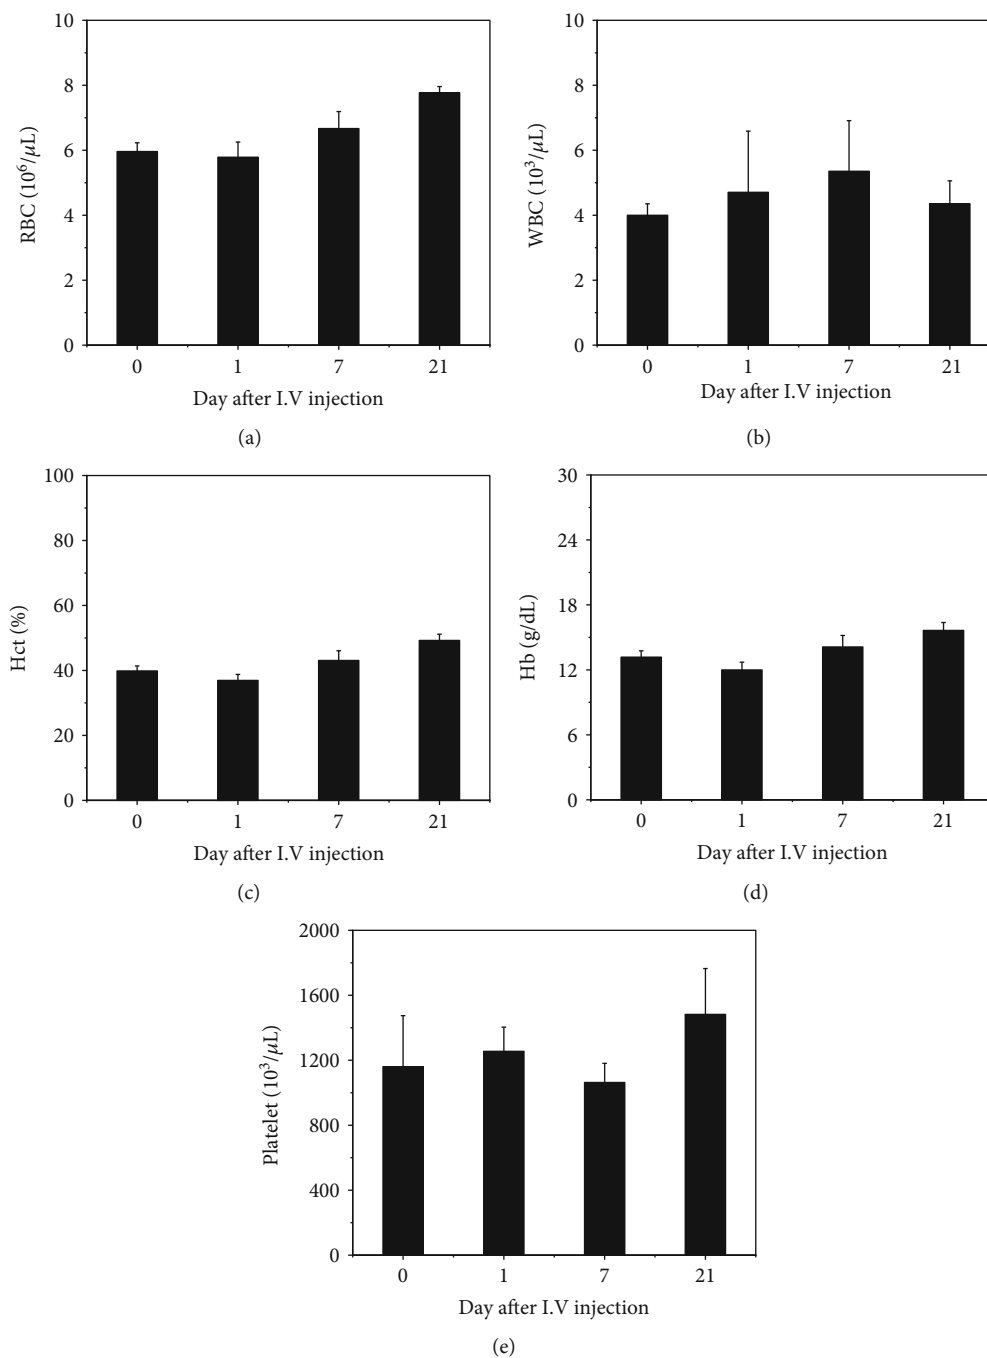 10
8
6
4
2
0
RBC (10⁶/μL)
0 1 7 21
Day after I.V injection
(a)
10
8
6
4
2
0
WBC (10³/μL)
0 1 7 21
Day after I.V injection
(b)
100
80
60
40
20
0
Hct (%)
0 1 7 21
Day after I.V injection
(c)
30
24
18
12
6
0
Hb (g/dL)
0 1 7 21
Day after I.V injection
(d)
2000
1600
1200
800
400
0
Platelet (10³/μL)
0 1 7 21
Day after I.V injection
(e)